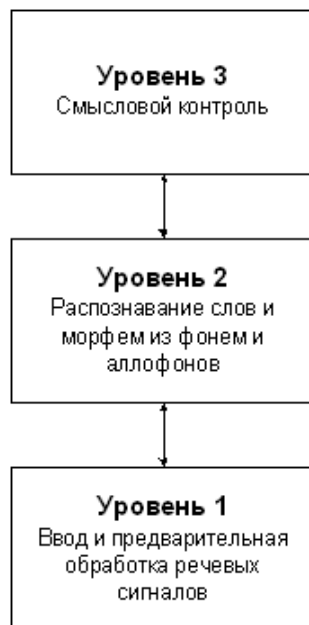 Уровень 3
Смысловой контроль
Уровень 2
Распознавание слов и
морфем из фонем и
аллофонов
Уровень 1
Ввод и предварительная
обработка речевых
сигналов